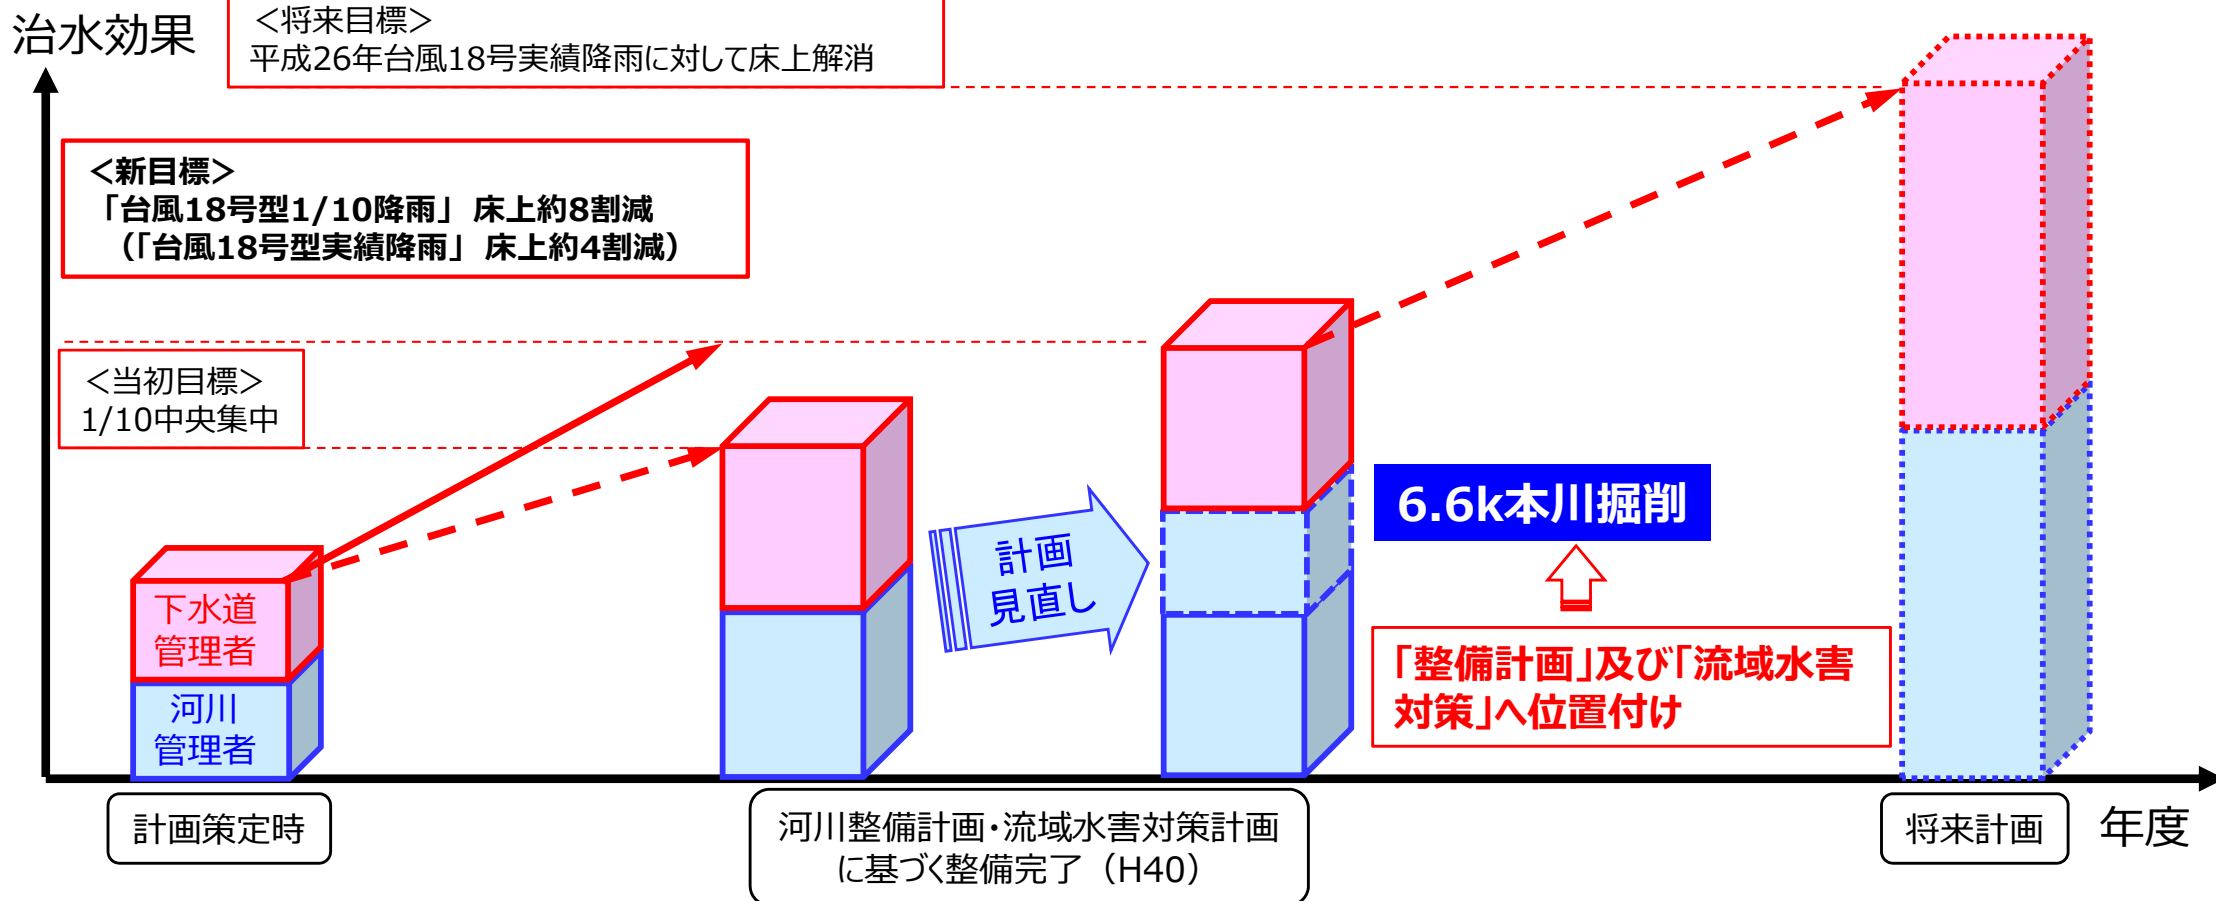 治水効果
＜将来目標＞
平成26年台風18号実績降雨に対して床上解消
＜新目標＞
「台風18号型1/10降雨」床上約8割減
（「台風18号型実績降雨」床上約4割減）
＜当初目標＞
1/10中央集中
下水道
管理者
河川
管理者
計画
見直し
6.6k本川掘削
「整備計画」及び「流域水害
対策」へ位置付け
計画策定時
河川整備計画・流域水害対策計画
に基づく整備完了（H40）
将来計画
年度